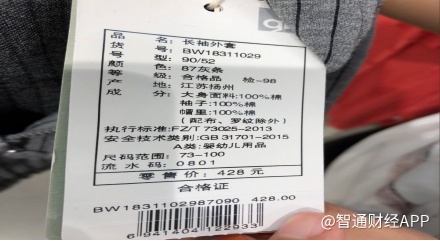 品 名: 长袖外套
货 号: BW18311029
型 号: 90/52
颜 色: 87灰条
等 级: 合格品 检-98
产 地: 江苏扬州
成 分: 大身面料:100%棉
袖子:100%棉
帽里:100%棉
(配布、罗纹除外)
执行标准:FZ/T 73025-2013
安全技术类别:GB 31701-2015
A类:婴幼儿用品
尺码范围: 73-100
流 水 码: 0801
零 售 价: 428 元
合格证
BW1831102987090 428.00
6 941404 122933
@智通财经APP